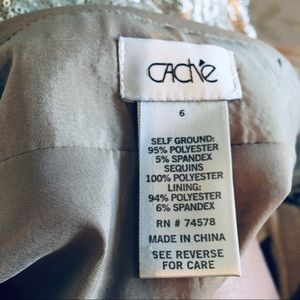 CACHé
6
SELF GROUND:
95% POLYESTER
5% SPANDEX
SEQUINS
100% POLYESTER
LINING:
94% POLYESTER
6% SPANDEX
RN # 74578
MADE IN CHINA
SEE REVERSE
FOR CARE